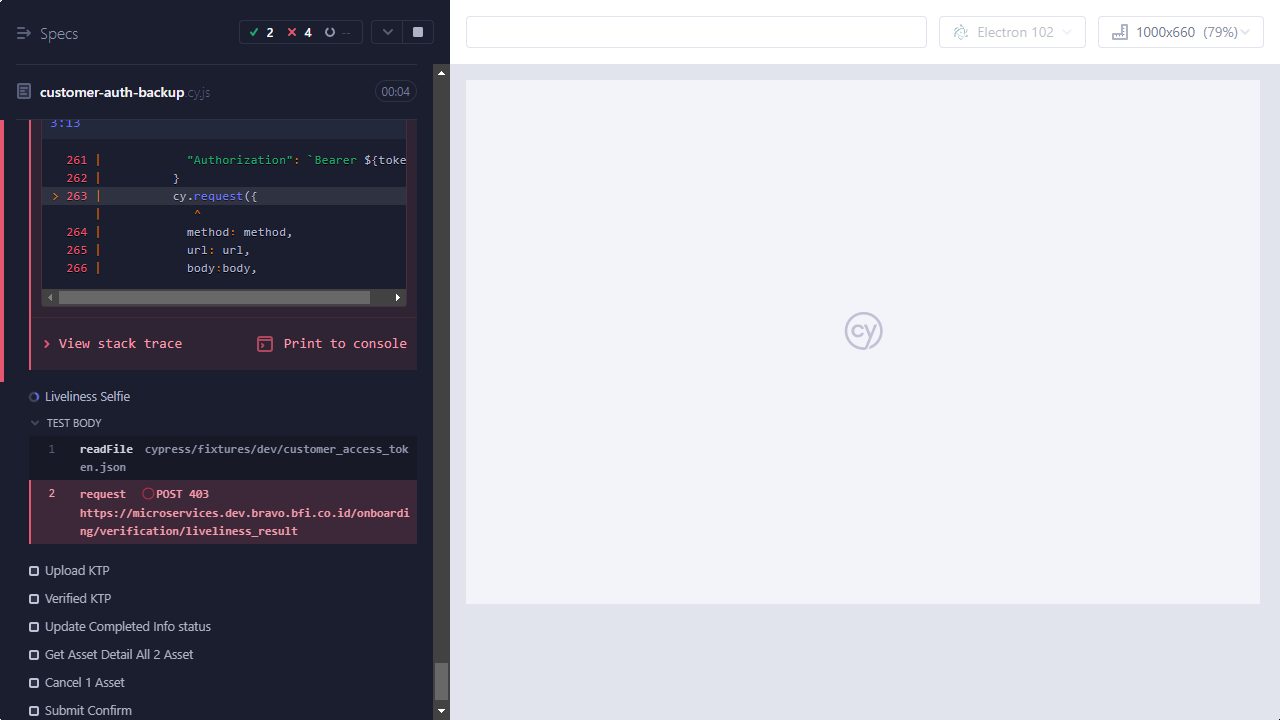 Specs
2
4
--
Electron 102
1000x660 (79%)
customer-auth-backup.cy.js
00:04
3:13
261 | "Authorization": `Bearer ${toke
262 | }
> 263 | cy.request({
| ^
264 | method: method,
265 | url: url,
266 | body:body,
View stack trace
Print to console
cy
Liveliness Selfie
TEST BODY
1 readFile cypress/fixtures/dev/customer_access_tok
en.json
2 request POST 403
https://microservices.dev.bravo.bfi.co.id/onboardi
ng/verification/liveliness_result
Upload KTP
Verified KTP
Update Completed Info status
Get Asset Detail All 2 Asset
Cancel 1 Asset
Submit Confirm